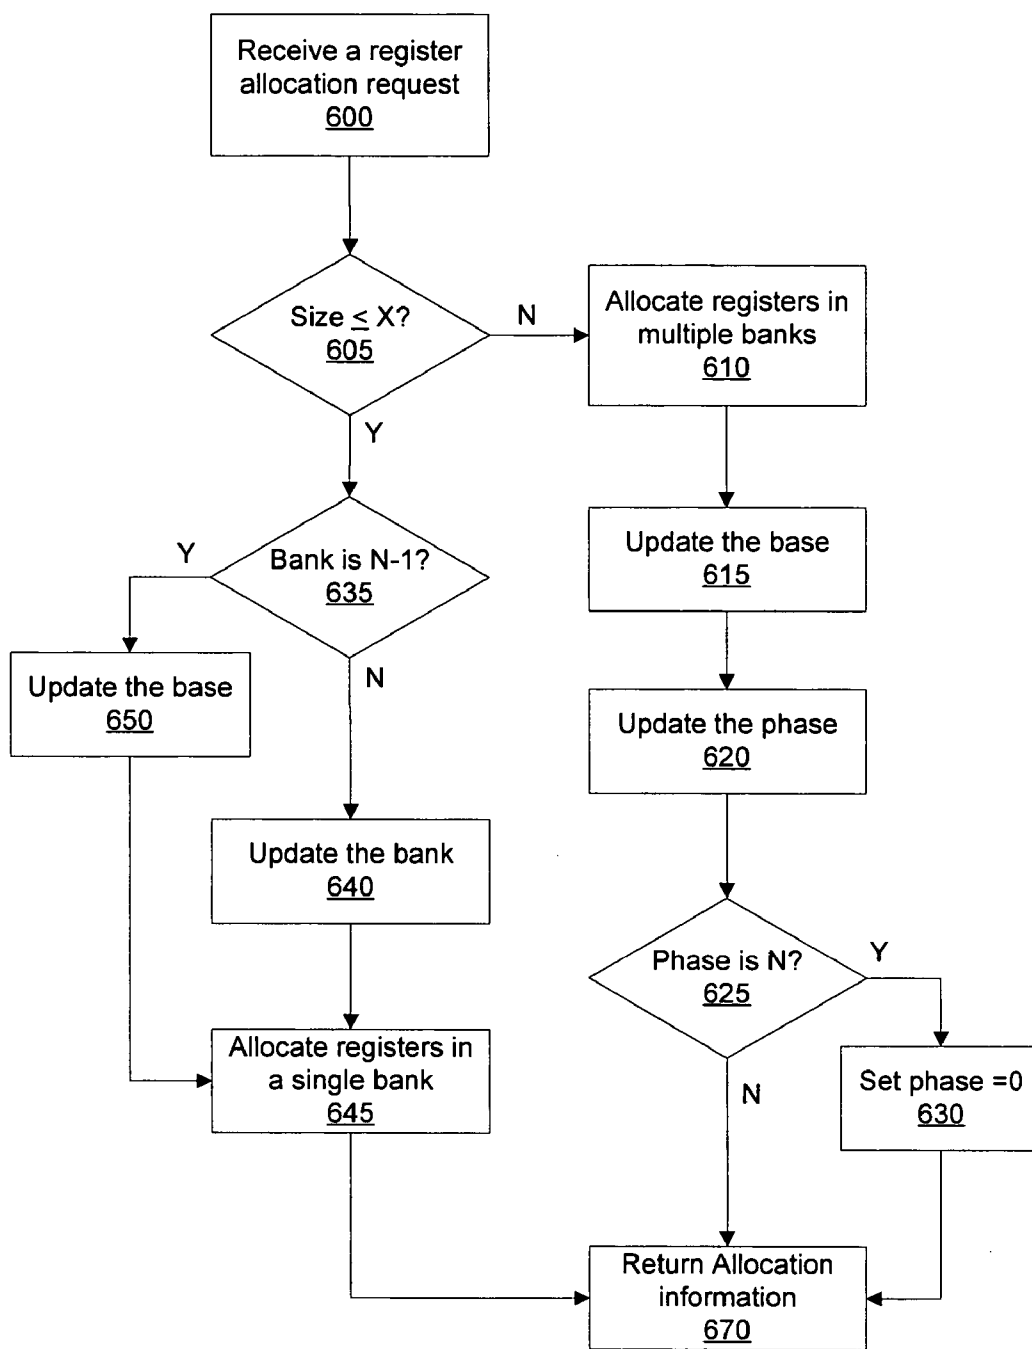 Receive a register
allocation request
600
Size ≤ X?
605
N
Allocate registers in
multiple banks
610
Y
Update the base
615
Y
Bank is N-1?
635
N
Update the base
650
Update the phase
620
Update the bank
640
Phase is N?
625
Y
N
Allocate registers in
a single bank
645
Set phase =0
630
Return Allocation
information
670